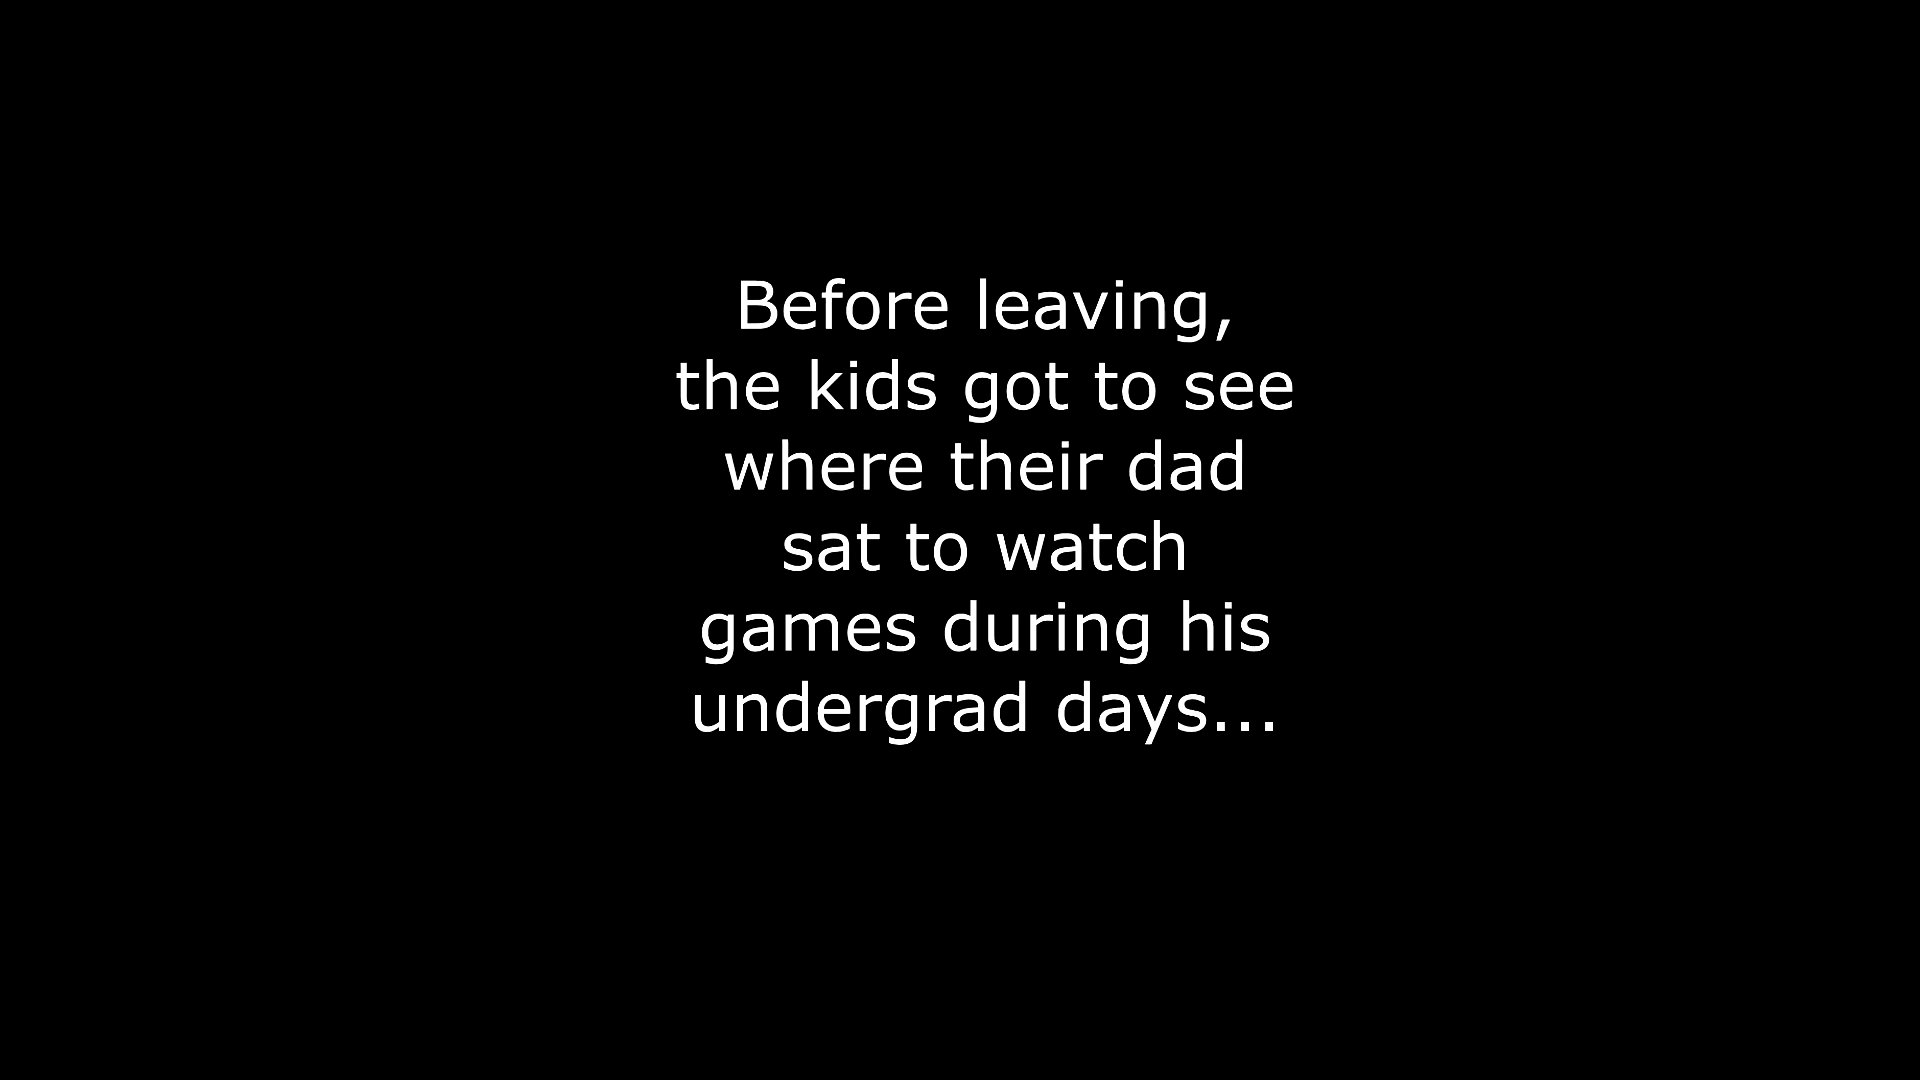 Before leaving,
the kids got to see
where their dad
sat to watch
games during his
undergrad days...